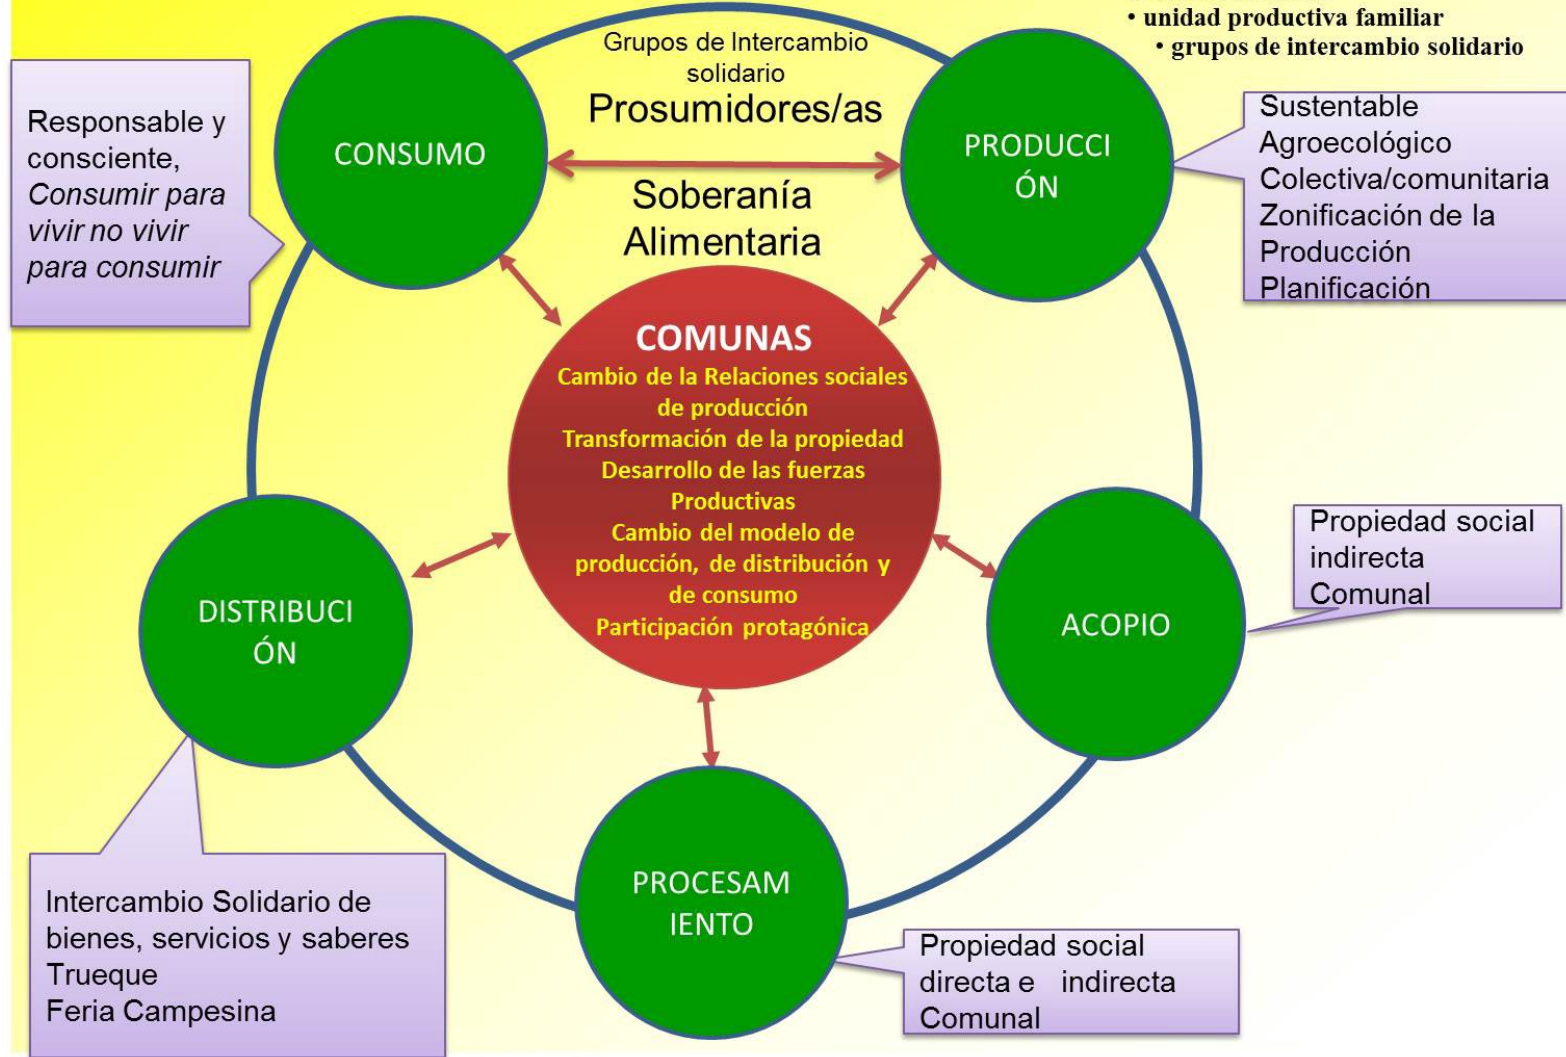 • unidad productiva familiar
• grupos de intercambio solidario
Grupos de Intercambio
solidario
Prosumidores/as
Soberanía
Alimentaria
CONSUMO
Responsable y
consciente,
Consumir para
vivir no vivir
para consumir
PRODUCCI
ÓN
Sustentable
Agroecológico
Colectiva/comunitaria
Zonificación de la
Producción
Planificación
COMUNAS
Cambio de la Relaciones sociales
de producción
Transformación de la propiedad
Desarrollo de las fuerzas
Productivas
Cambio del modelo de
producción, de distribución y
de consumo
Participación protagónica
ACOPIO
Propiedad social
indirecta
Comunal
DISTRIBUCI
ÓN
Intercambio Solidario de
bienes, servicios y saberes
Trueque
Feria Campesina
PROCESAM
IENTO
Propiedad social
directa e indirecta
Comunal